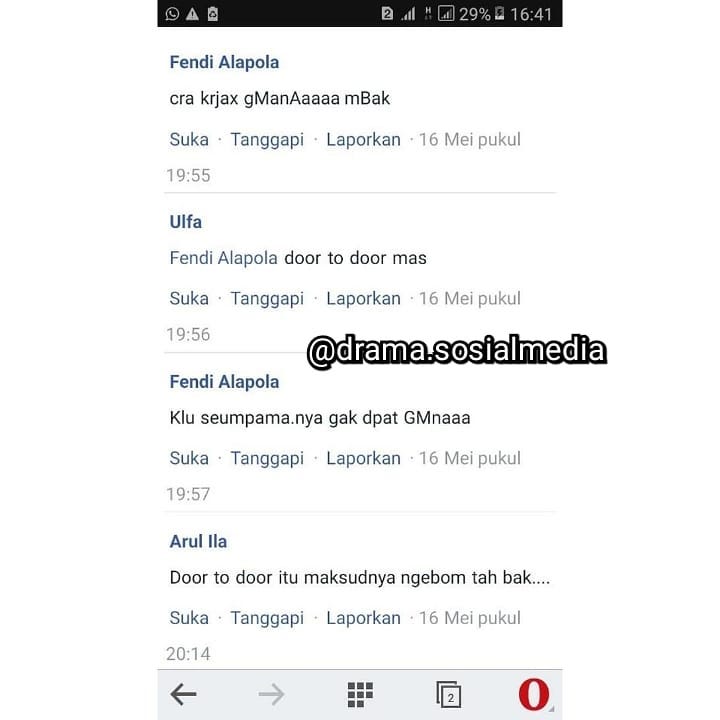 2 H 29% 16:41
Fendi Alapola
cra krjax gManAaaaa mBak
Suka · Tanggapi · Laporkan · 16 Mei pukul
19:55
Ulfa
Fendi Alapola door to door mas
Suka · Tanggapi · Laporkan · 16 Mei pukul
19:56
@drama.sosialmedia
Fendi Alapola
Klu seumpama.nya gak dpat GMnaaa
Suka · Tanggapi · Laporkan · 16 Mei pukul
19:57
Arul Ila
Door to door itu maksudnya ngebom tah bak....
Suka · Tanggapi · Laporkan · 16 Mei pukul
20:14
2